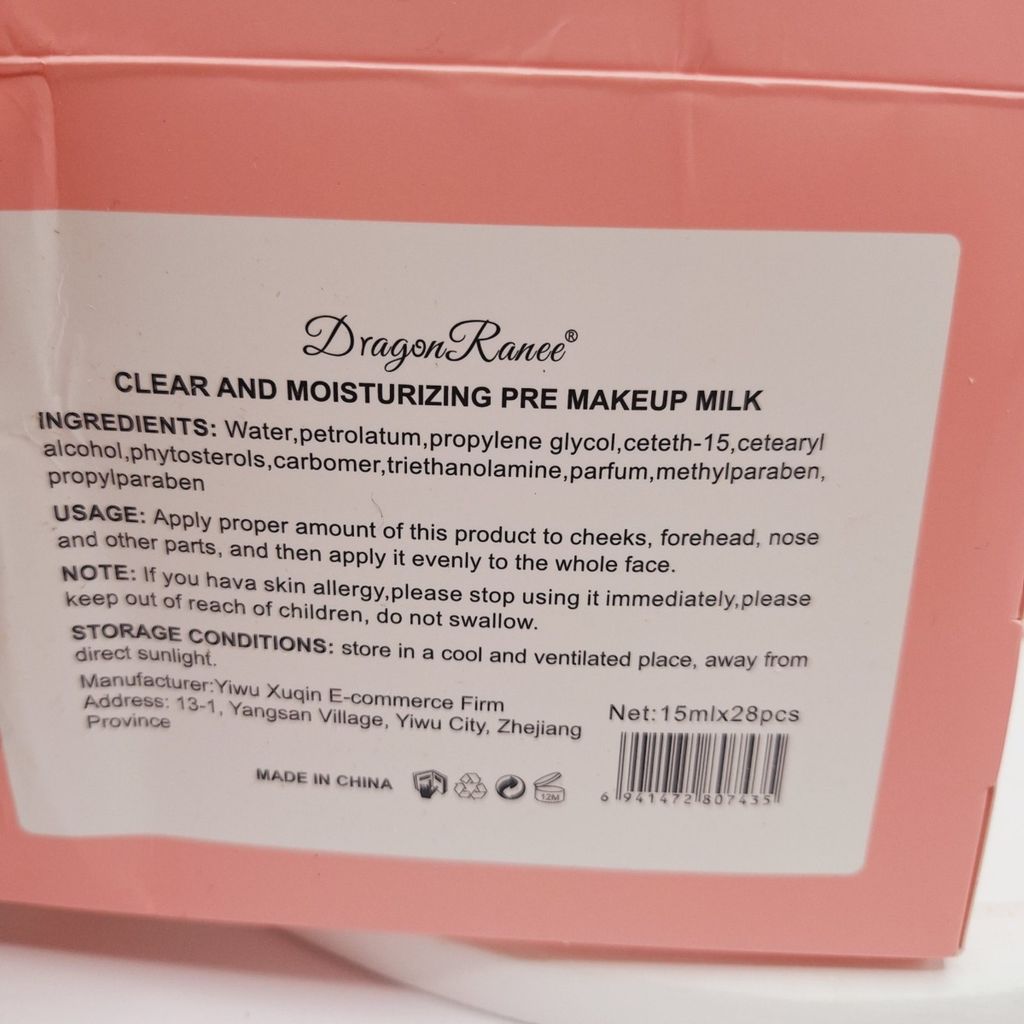 DragonRanee®
CLEAR AND MOISTURIZING PRE MAKEUP MILK
INGREDIENTS: Water,petrolatum,propylene glycol,ceteth-15,cetearyl
alcohol,phytosterols,carbomer,triethanolamine,parfum,methylparaben,
propylparaben
USAGE: Apply proper amount of this product to cheeks, forehead, nose
and other parts, and then apply it evenly to the whole face.
NOTE: If you hava skin allergy,please stop using it immediately,please
keep out of reach of children, do not swallow.
STORAGE CONDITIONS: store in a cool and ventilated place, away from
direct sunlight.
Manufacturer:Yiwu Xuqin E-commerce Firm
Address: 13-1, Yangsan Village, Yiwu City, Zhejiang
Province
Net:15mlx28pcs
MADE IN CHINA
12M
6 941472 807435